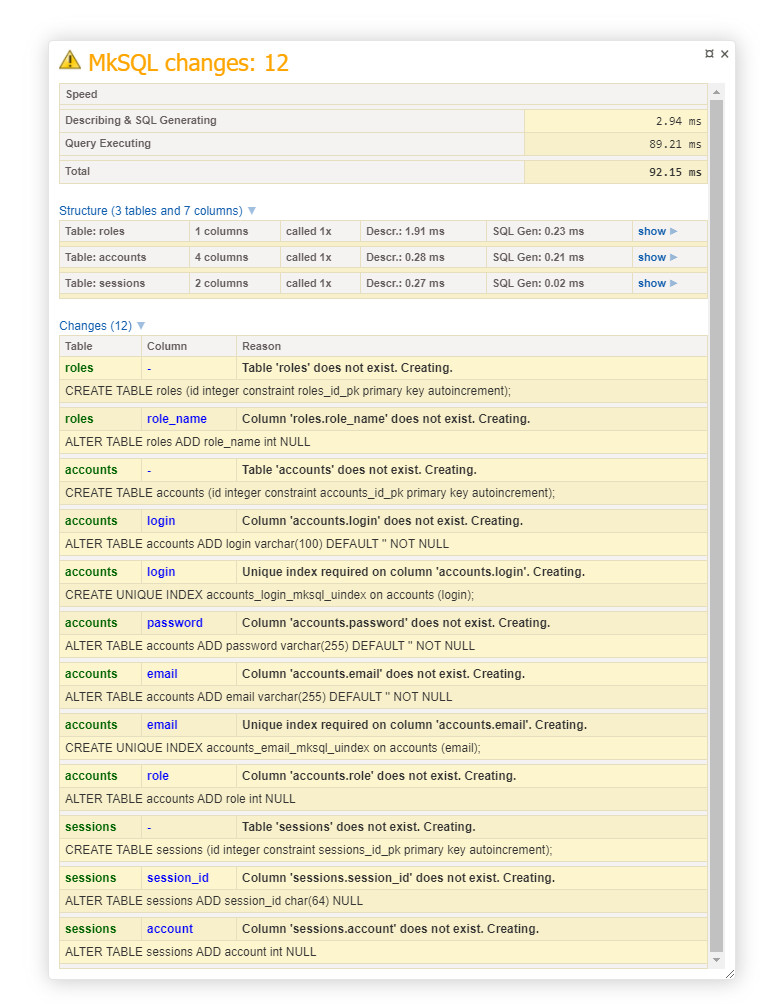 MkSQL changes: 12
Speed
Describing & SQL Generating 2.94 ms
Query Executing 89.21 ms
Total 92.15 ms
Structure (3 tables and 7 columns) ▼
Table: roles 1 columns called 1x Descr.: 1.91 ms SQL Gen: 0.23 ms show ►
Table: accounts 4 columns called 1x Descr.: 0.28 ms SQL Gen: 0.21 ms show ►
Table: sessions 2 columns called 1x Descr.: 0.27 ms SQL Gen: 0.02 ms show ►
Changes (12) ▼
Table Column Reason
roles - Table 'roles' does not exist. Creating.
CREATE TABLE roles (id integer constraint roles_id_pk primary key autoincrement);
roles role_name Column 'roles.role_name' does not exist. Creating.
ALTER TABLE roles ADD role_name int NULL
accounts - Table 'accounts' does not exist. Creating.
CREATE TABLE accounts (id integer constraint accounts_id_pk primary key autoincrement);
accounts login Column 'accounts.login' does not exist. Creating.
ALTER TABLE accounts ADD login varchar(100) DEFAULT '' NOT NULL
accounts login Unique index required on column 'accounts.login'. Creating.
CREATE UNIQUE INDEX accounts_login_mksql_uindex on accounts (login);
accounts password Column 'accounts.password' does not exist. Creating.
ALTER TABLE accounts ADD password varchar(255) DEFAULT '' NOT NULL
accounts email Column 'accounts.email' does not exist. Creating.
ALTER TABLE accounts ADD email varchar(255) DEFAULT '' NOT NULL
accounts email Unique index required on column 'accounts.email'. Creating.
CREATE UNIQUE INDEX accounts_email_mksql_uindex on accounts (email);
accounts role Column 'accounts.role' does not exist. Creating.
ALTER TABLE accounts ADD role int NULL
sessions - Table 'sessions' does not exist. Creating.
CREATE TABLE sessions (id integer constraint sessions_id_pk primary key autoincrement);
sessions session_id Column 'sessions.session_id' does not exist. Creating.
ALTER TABLE sessions ADD session_id char(64) NULL
sessions account Column 'sessions.account' does not exist. Creating.
ALTER TABLE sessions ADD account int NULL